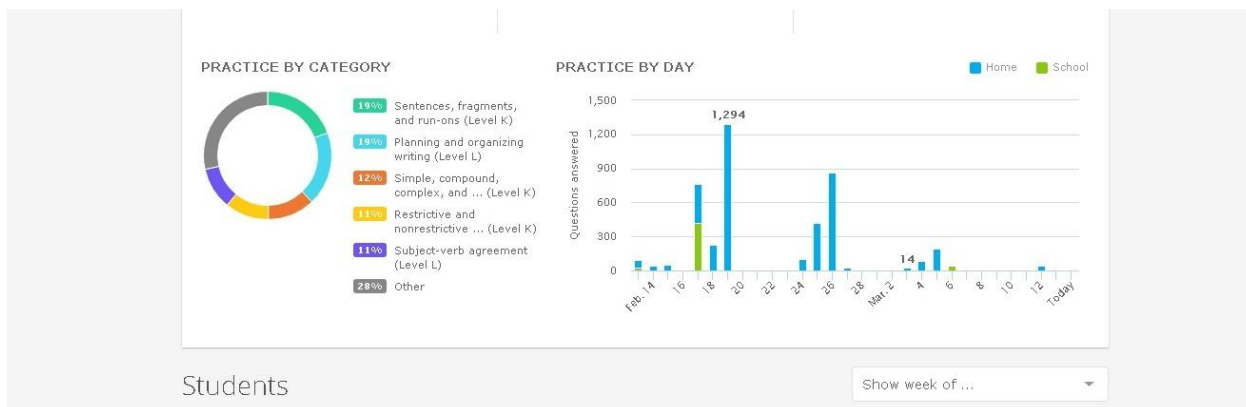 PRACTICE BY CATEGORY
19% Sentences, fragments,
and run-ons (Level K)
19% Planning and organizing
writing (Level L)
12% Simple, compound,
complex, and ... (Level K)
11% Restrictive and
nonrestrictive ... (Level K)
11% Subject-verb agreement
(Level L)
28% Other
PRACTICE BY DAY
Home School
Questions answered
1,500
1,200
900
600
300
0
1,294
14
Feb. 14 16 18 20 22 24 26 28 Mar. 2 4 6 8 10 12 Today
Students
Show week of ...